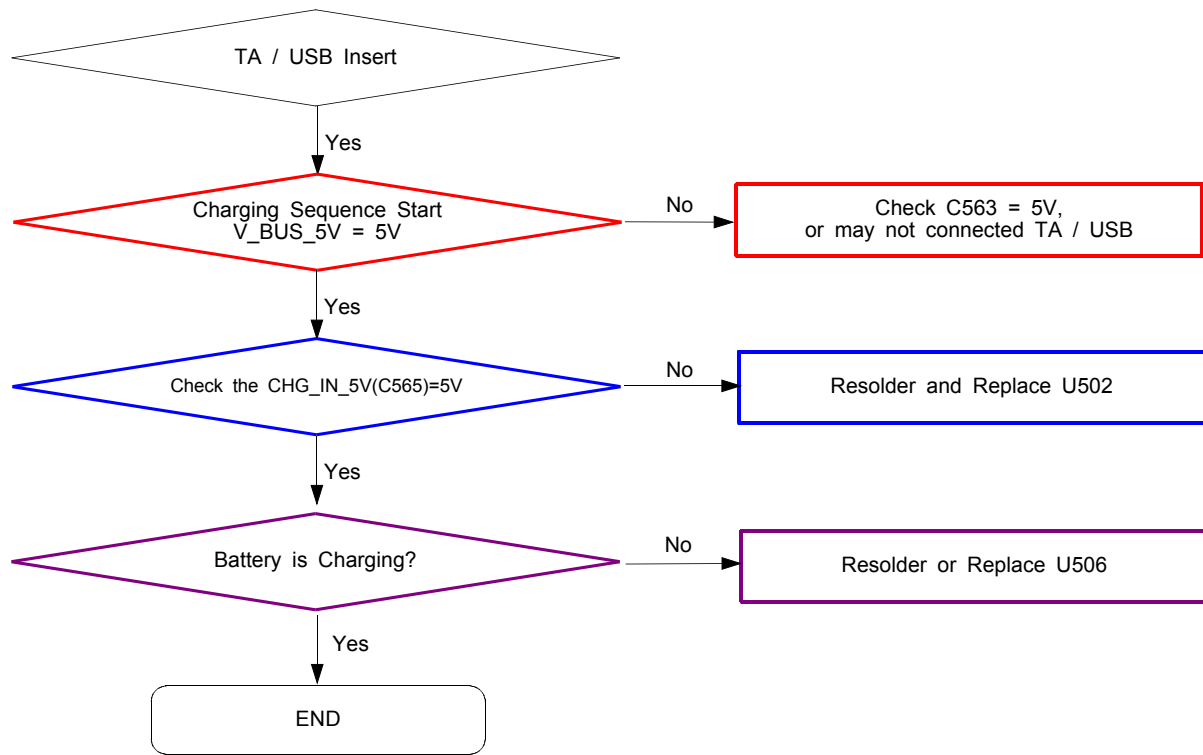 TA / USB Insert
Yes
Charging Sequence Start
V_BUS_5V = 5V
No
Check C563 = 5V,
or may not connected TA / USB
Yes
Check the CHG_IN_5V(C565)=5V
No
Resolder and Replace U502
Yes
Battery is Charging?
No
Resolder or Replace U506
Yes
END